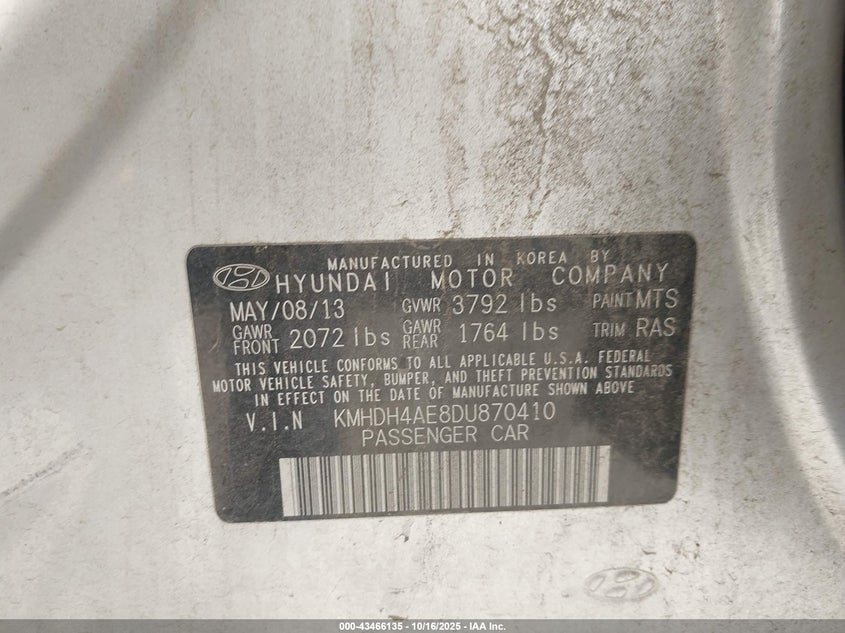 MANUFACTURED IN KOREA BY
HYUNDAI MOTOR COMPANY
MAY/08/13 GVWR 3792 lbs PAINT MTS
GAWR FRONT 2072 lbs GAWR REAR 1764 lbs TRIM RAS
THIS VEHICLE CONFORMS TO ALL APPLICABLE U.S.A. FEDERAL
MOTOR VEHICLE SAFETY, BUMPER, AND THEFT PREVENTION STANDARDS
IN EFFECT ON THE DATE OF MANUFACTURE SHOWN ABOVE
V.I.N KMHDH4AE8DU870410
PASSENGER CAR
000-43466135 - 10/16/2025 - IAA Inc.